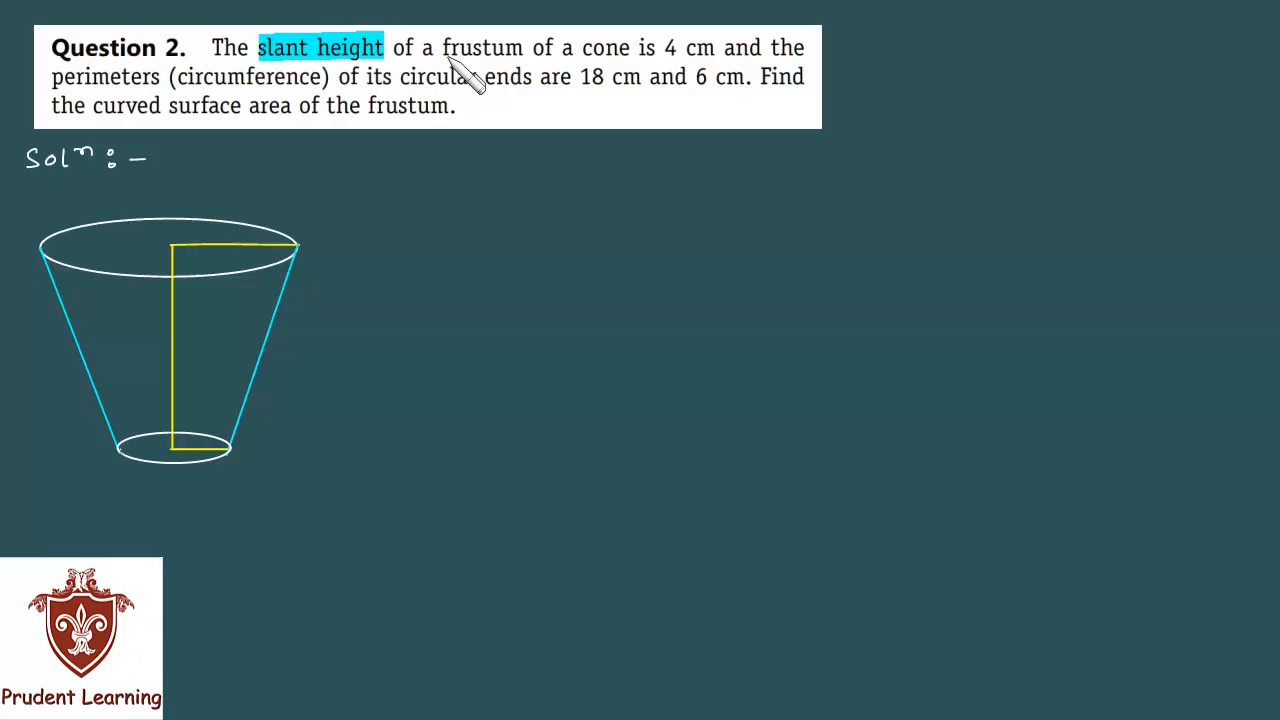 Question 2. The slant height of a frustum of a cone is 4 cm and the
perimeters (circumference) of its circular ends are 18 cm and 6 cm. Find
the curved surface area of the frustum.
Solⁿ : -
Prudent Learning